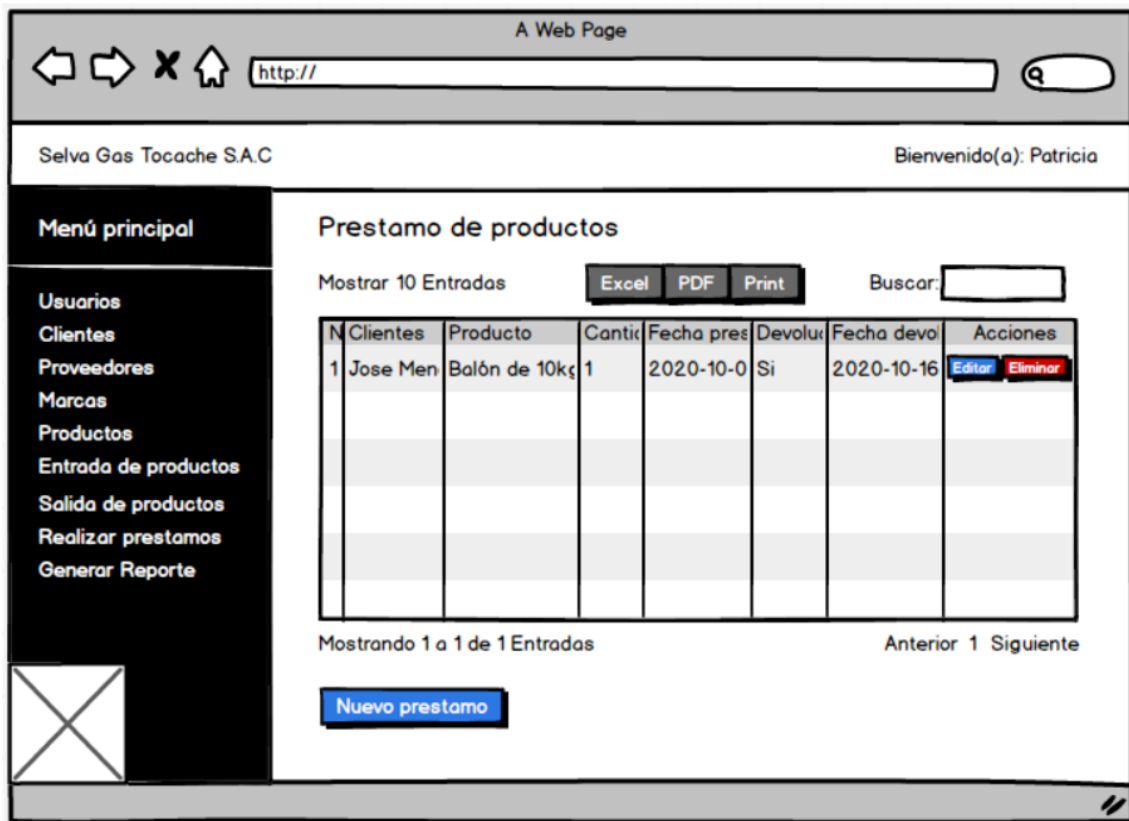 A Web Page
http://
Selva Gas Tocache S.A.C
Bienvenido(a): Patricia
Menú principal
Usuarios
Clientes
Proveedores
Marcas
Productos
Entrada de productos
Salida de productos
Realizar prestamos
Generar Reporte
Prestamo de productos
Mostrar 10 Entradas
Excel PDF Print
Buscar:
N Clientes Producto Cantic Fecha pres Devoluc Fecha devol Acciones
1 Jose Men Balón de 10kg 1 2020-10-0 Si 2020-10-16 Editar Eliminar
Mostrando 1 a 1 de 1 Entradas
Anterior 1 Siguiente
Nuevo prestamo